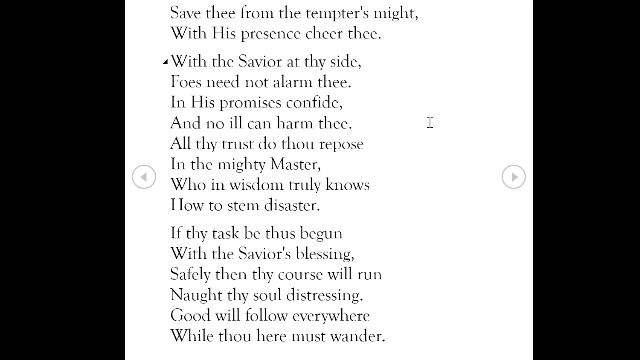 Save thee from the tempter's might,
With His presence cheer thee.
With the Savior at thy side,
Foes need not alarm thee.
In His promises confide,
And no ill can harm thee.
All thy trust do thou repose
In the mighty Master,
Who in wisdom truly knows
How to stem disaster.
If thy task be thus begun
With the Savior's blessing,
Safely then thy course will run
Naught thy soul distressing.
Good will follow everywhere
While thou here must wander.